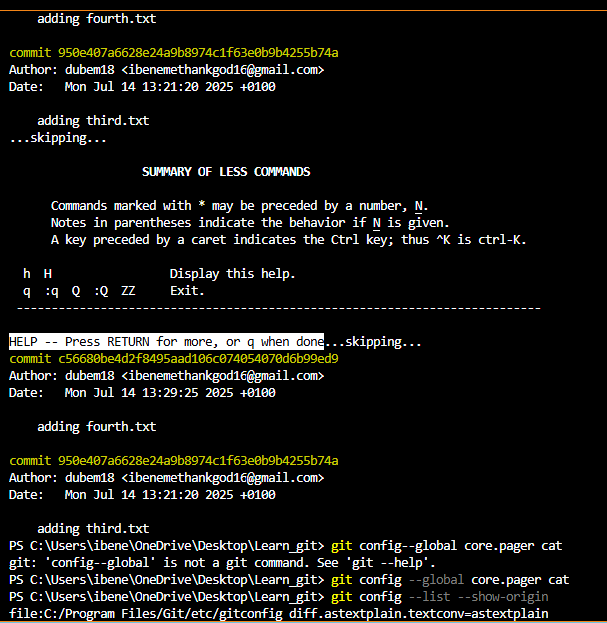 adding fourth.txt
commit 950e407a6628e24a9b8974c1f63e0b9b4255b74a
Author: dubem18 <ibenemethankgod16@gmail.com>
Date:   Mon Jul 14 13:21:20 2025 +0100
adding third.txt
...skipping...
SUMMARY OF LESS COMMANDS
Commands marked with * may be preceded by a number, N.
Notes in parentheses indicate the behavior if N is given.
A key preceded by a caret indicates the Ctrl key; thus ^K is ctrl-K.
h  H                 Display this help.
q  :q  Q  :Q  ZZ     Exit.
---------------------------------------------------------------------------
HELP -- Press RETURN for more, or q when done...skipping...
commit c56680be4d2f8495aad106c074054070d6b99ed9
Author: dubem18 <ibenemethankgod16@gmail.com>
Date:   Mon Jul 14 13:29:25 2025 +0100
adding fourth.txt
commit 950e407a6628e24a9b8974c1f63e0b9b4255b74a
Author: dubem18 <ibenemethankgod16@gmail.com>
Date:   Mon Jul 14 13:21:20 2025 +0100
adding third.txt
PS C:\Users\ibene\OneDrive\Desktop\Learn_git> git config--global core.pager cat
git: 'config--global' is not a git command. See 'git --help'.
PS C:\Users\ibene\OneDrive\Desktop\Learn_git> git config --global core.pager cat
PS C:\Users\ibene\OneDrive\Desktop\Learn_git> git config --list --show-origin
file:C:/Program Files/Git/etc/gitconfig diff.astextplain.textconv=astextplain